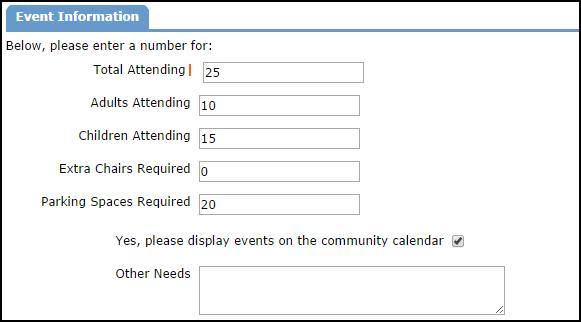 Event Information
Below, please enter a number for:
Total Attending 25
Adults Attending 10
Children Attending 15
Extra Chairs Required 0
Parking Spaces Required 20
Yes, please display events on the community calendar
Other Needs